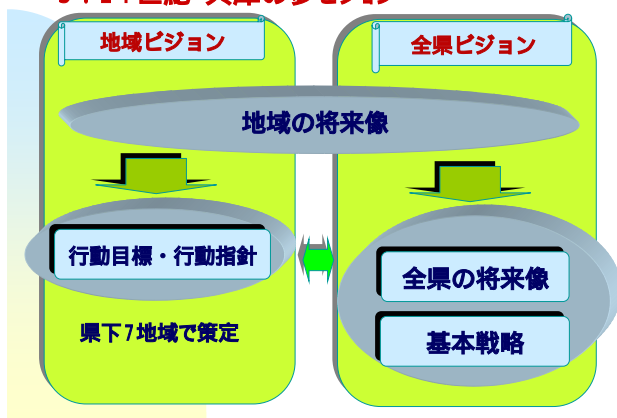 地域ビジョン
全県ビジョン
地域の将来像
行動目標・行動指針
全県の将来像
県下7地域で策定
基本戦略